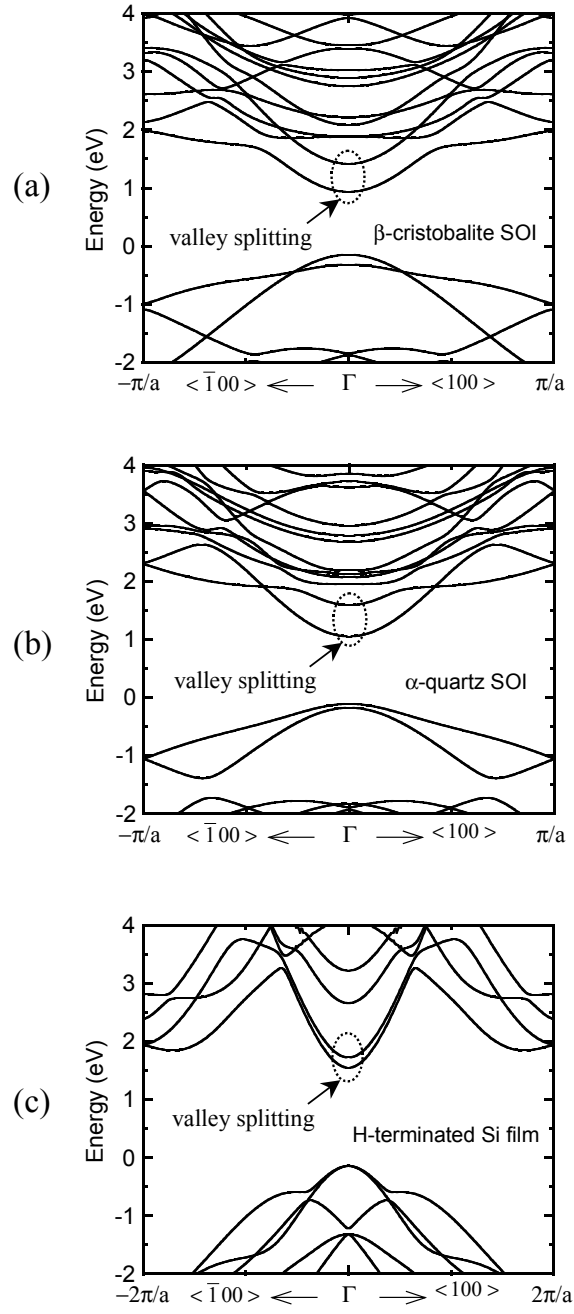 4
3
2
1
0
-1
-2
Energy (eV)
(a)
valley splitting
β-cristobalite SOI
−π/a <1̅00> ← Γ → <100> π/a
4
3
2
1
0
-1
-2
Energy (eV)
(b)
valley splitting
α-quartz SOI
−π/a <1̅00> ← Γ → <100> π/a
4
3
2
1
0
-1
-2
Energy (eV)
(c)
valley splitting
H-terminated Si film
−2π/a <1̅00> ← Γ → <100> 2π/a